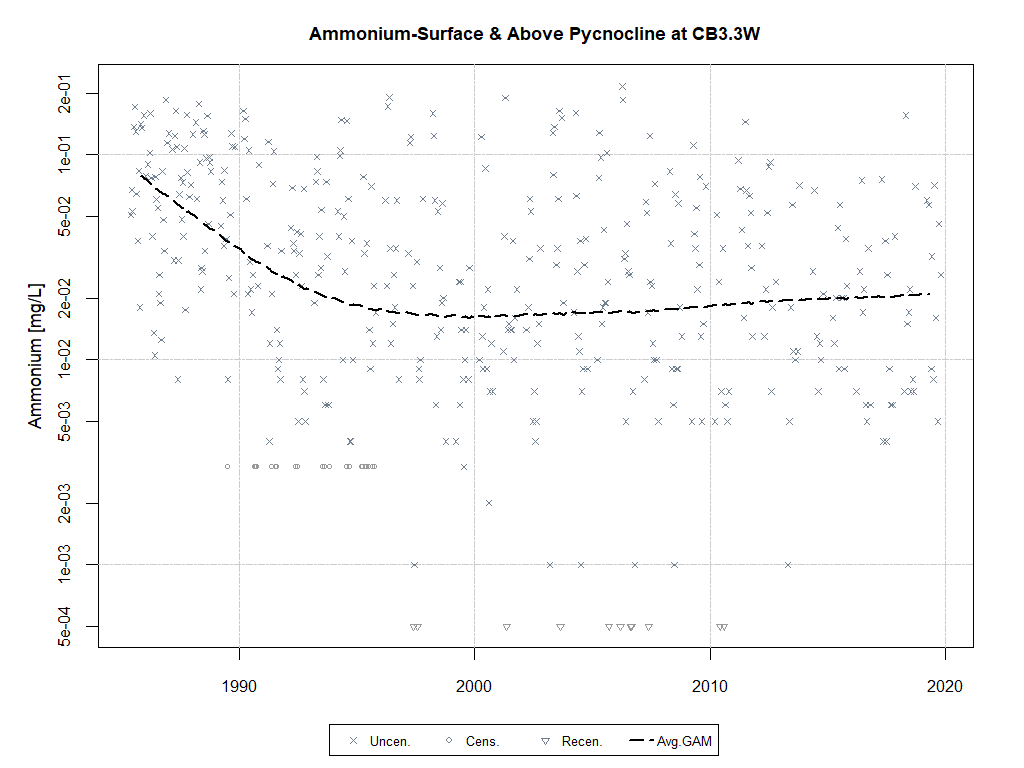 Ammonium-Surface & Above Pycnocline at CB3.3W
Ammonium [mg/L]
2e-01
1e-01
5e-02
2e-02
1e-02
5e-03
2e-03
1e-03
5e-04
1990 2000 2010 2020
Uncen. Cens. Recen. Avg.GAM